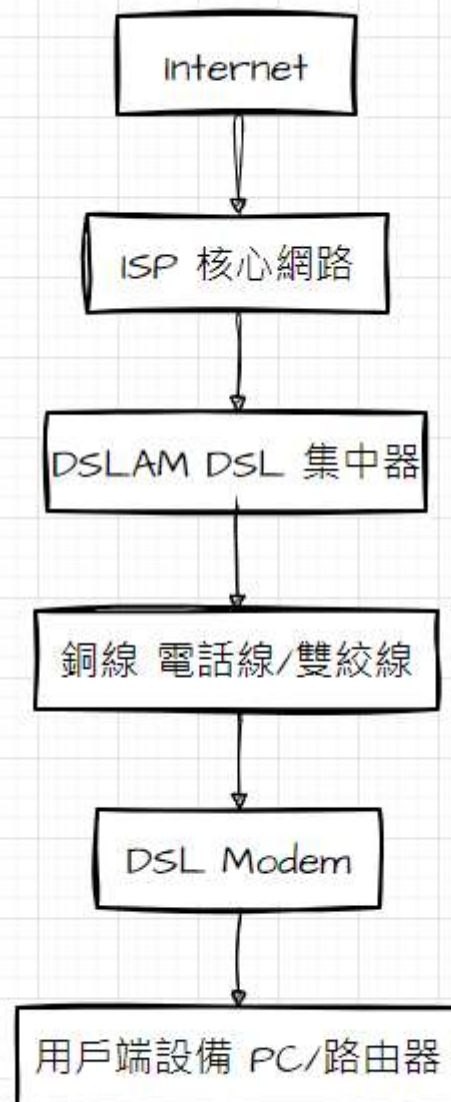 Internet
ISP 核心網路
DSLAM DSL 集中器
銅線 電話線/雙絞線
DSL Modem
用戶端設備 PC/路由器